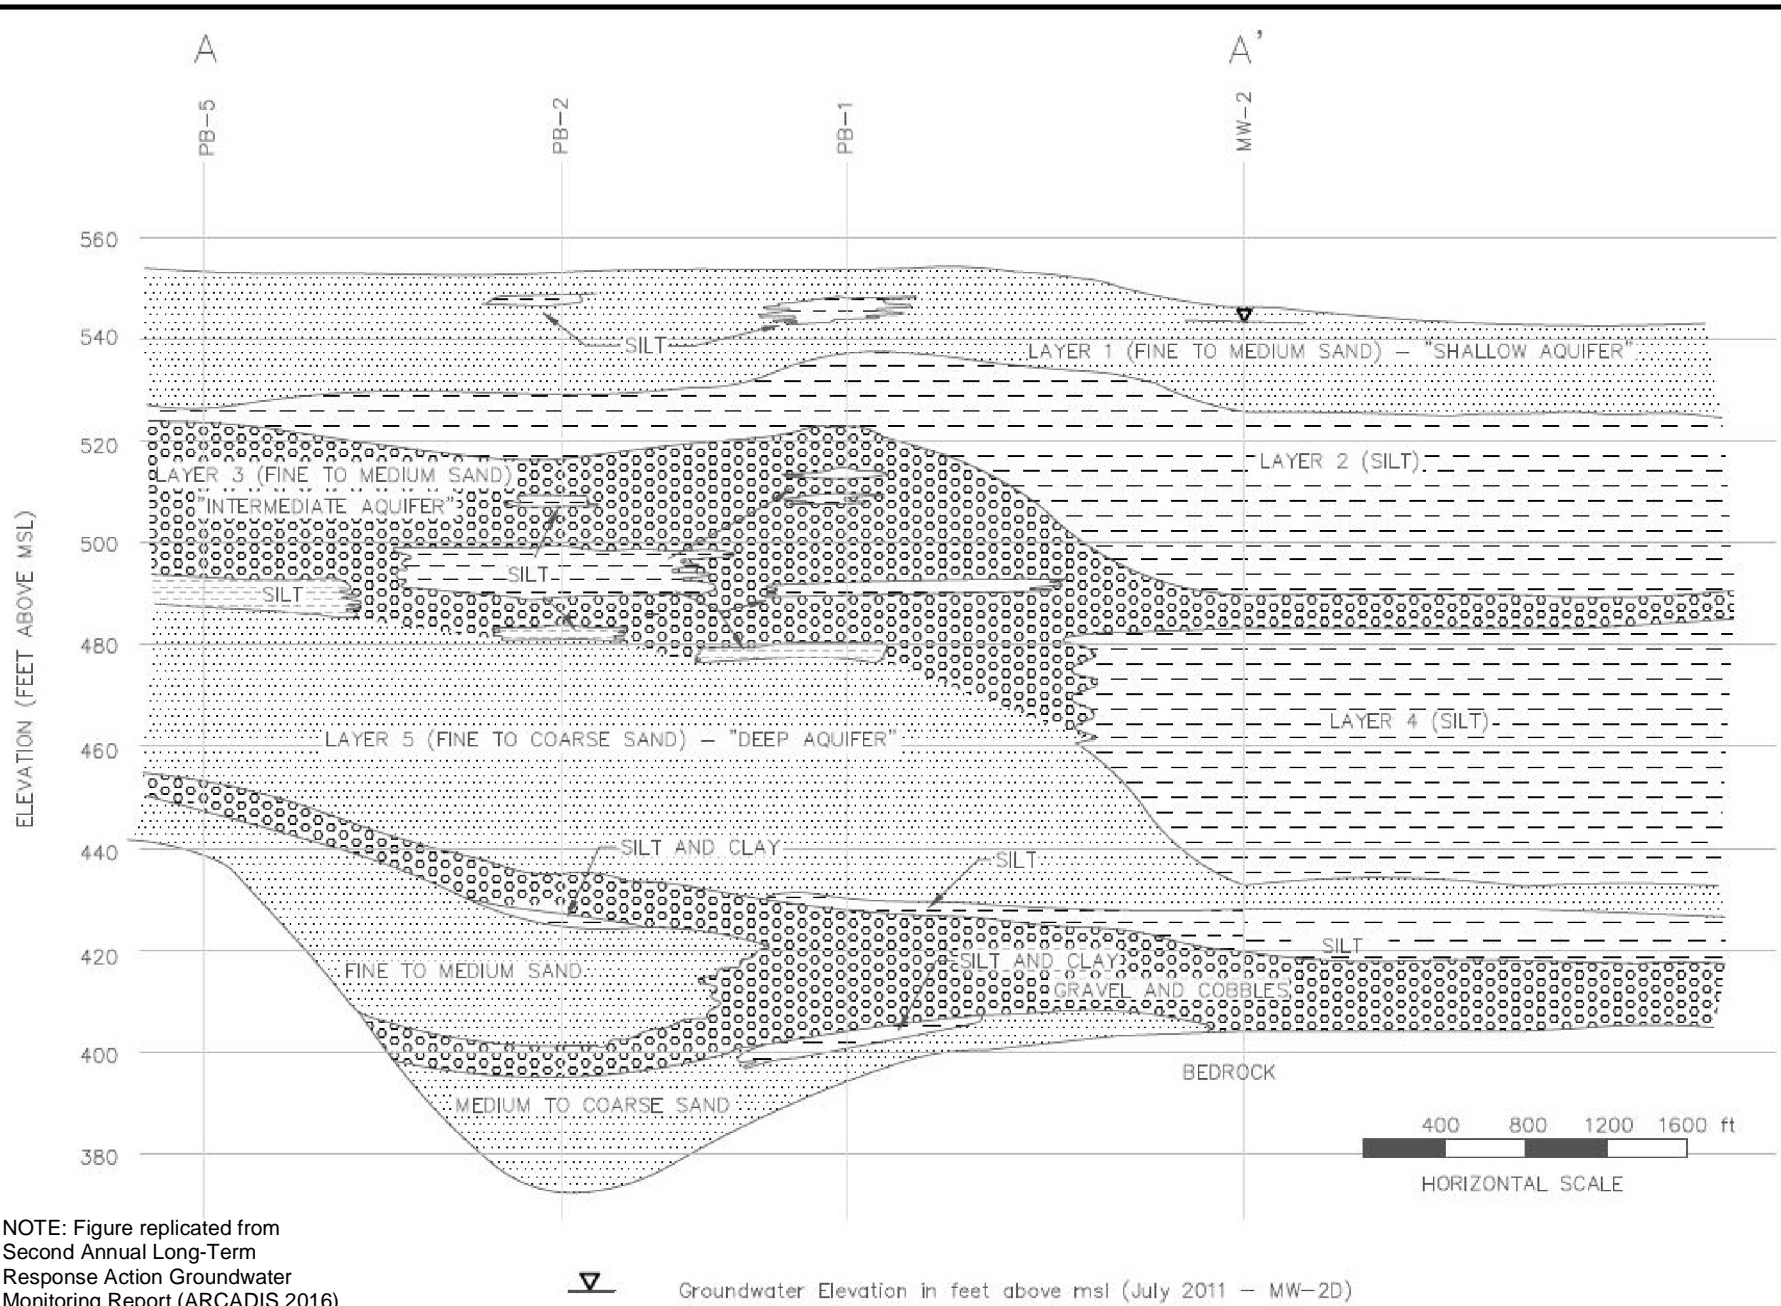 A
A'
PB-5
PB-2
PB-1
MW-2
560
540
520
500
480
460
440
420
400
380
ELEVATION (FEET ABOVE MSL)
SILT
LAYER 1 (FINE TO MEDIUM SAND) – "SHALLOW AQUIFER"
LAYER 2 (SILT)
LAYER 3 (FINE TO MEDIUM SAND)
"INTERMEDIATE AQUIFER"
SILT
SILT
LAYER 4 (SILT)
LAYER 5 (FINE TO COARSE SAND) – "DEEP AQUIFER"
SILT AND CLAY
SILT
SILT
SILT AND CLAY
FINE TO MEDIUM SAND
GRAVEL AND COBBLES
BEDROCK
MEDIUM TO COARSE SAND
400 800 1200 1600 ft
HORIZONTAL SCALE
NOTE: Figure replicated from
Second Annual Long-Term
Response Action Groundwater
Monitoring Report (ARCADIS 2016)
Groundwater Elevation in feet above msl (July 2011 – MW-2D)